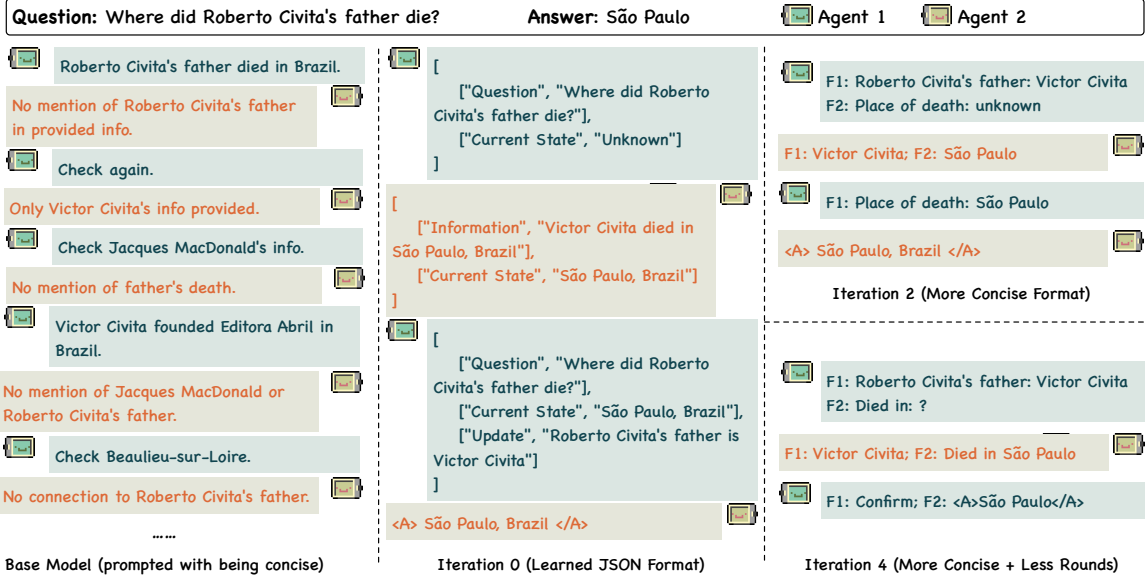 Question: Where did Roberto Civita's father die?
Answer: São Paulo
Agent 1
Agent 2
Roberto Civita's father died in Brazil.
No mention of Roberto Civita's father
in provided info.
Check again.
Only Victor Civita's info provided.
Check Jacques MacDonald's info.
No mention of father's death.
Victor Civita founded Editora Abril in
Brazil.
No mention of Jacques MacDonald or
Roberto Civita's father.
Check Beaulieu-sur-Loire.
No connection to Roberto Civita's father.
......
Base Model (prompted with being concise)
[
["Question", "Where did Roberto
Civita's father die?"],
["Current State", "Unknown"]
]
[
["Information", "Victor Civita died in
São Paulo, Brazil"],
["Current State", "São Paulo, Brazil"]
]
[
["Question", "Where did Roberto
Civita's father die?"],
["Current State", "São Paulo, Brazil"],
["Update", "Roberto Civita's father is
Victor Civita"]
]
<A> São Paulo, Brazil </A>
Iteration 0 (Learned JSON Format)
F1: Roberto Civita's father: Victor Civita
F2: Place of death: unknown
F1: Victor Civita; F2: São Paulo
F1: Place of death: São Paulo
<A> São Paulo, Brazil </A>
Iteration 2 (More Concise Format)
F1: Roberto Civita's father: Victor Civita
F2: Died in: ?
F1: Victor Civita; F2: Died in São Paulo
F1: Confirm; F2: <A>São Paulo</A>
Iteration 4 (More Concise + Less Rounds)